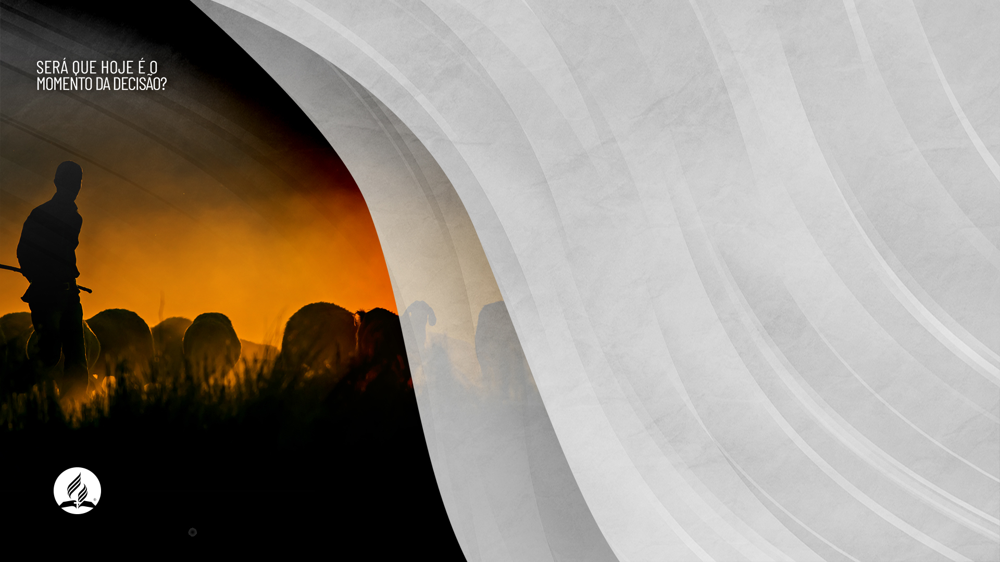 SERÁ QUE HOJE É O
MOMENTO DA DECISÃO?